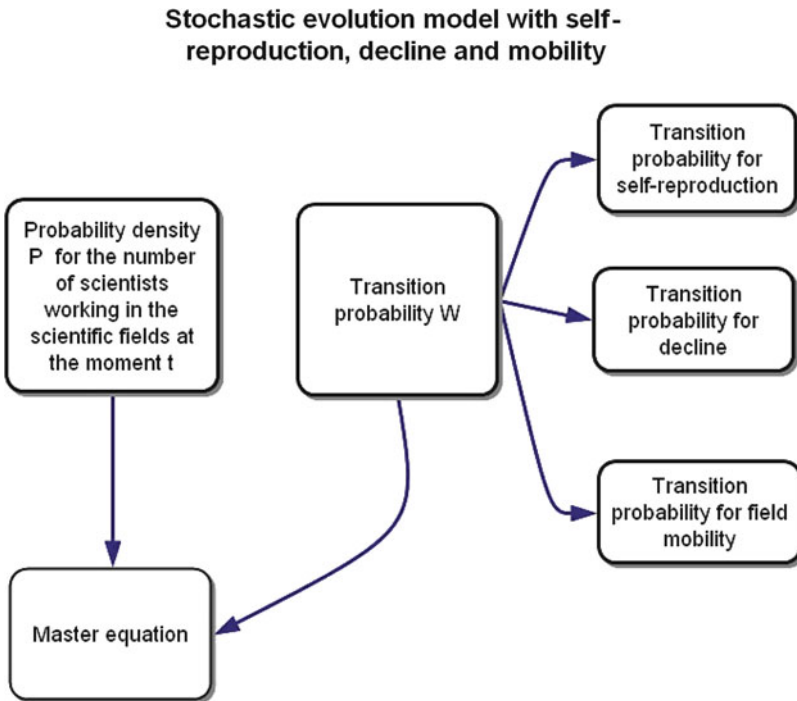 Stochastic evolution model with self-
reproduction, decline and mobility
Probability density
P for the number
of scientists
working in the
scientific fields at
the moment t
Transition
probability W
Transition
probability for
self-reproduction
Transition
probability for
decline
Transition
probability for field
mobility
Master equation